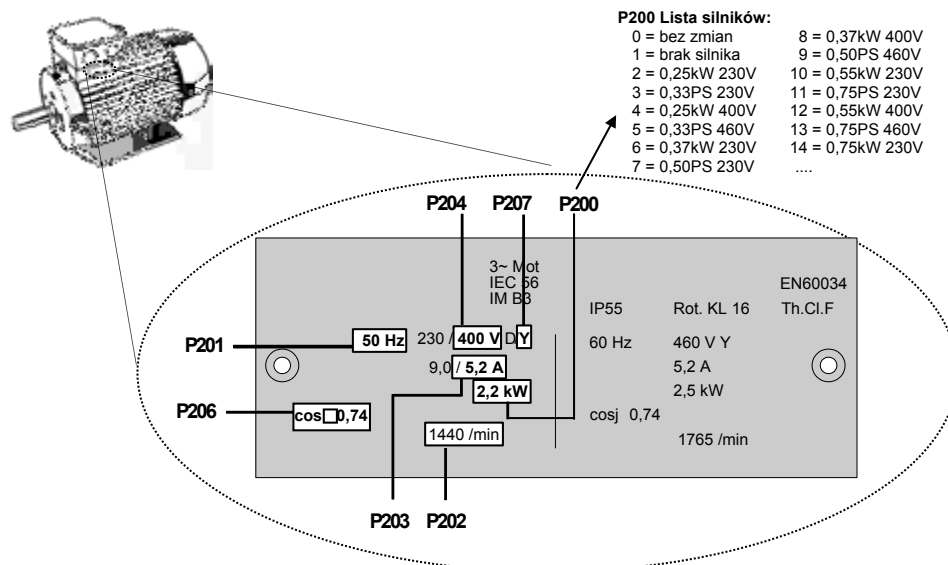 P200 Lista silników:
0 = bez zmian
1 = brak silnika
2 = 0,25kW 230V
3 = 0,33PS 230V
4 = 0,25kW 400V
5 = 0,33PS 460V
6 = 0,37kW 230V
7 = 0,50PS 230V
8 = 0,37kW 400V
9 = 0,50PS 460V
10 = 0,55kW 230V
11 = 0,75PS 230V
12 = 0,55kW 400V
13 = 0,75PS 460V
14 = 0,75kW 230V
....
P204 P207 P200
3~ Mot
IEC 56
IM B3
EN60034
IP55 Rot. KL 16 Th.Cl.F
P201 50 Hz 230 / 400 V D Y 60 Hz 460 V Y
9,0 / 5,2 A 5,2 A
2,2 kW 2,5 kW
P206 cos□0,74 cosj 0,74
1440 /min 1765 /min
P203 P202